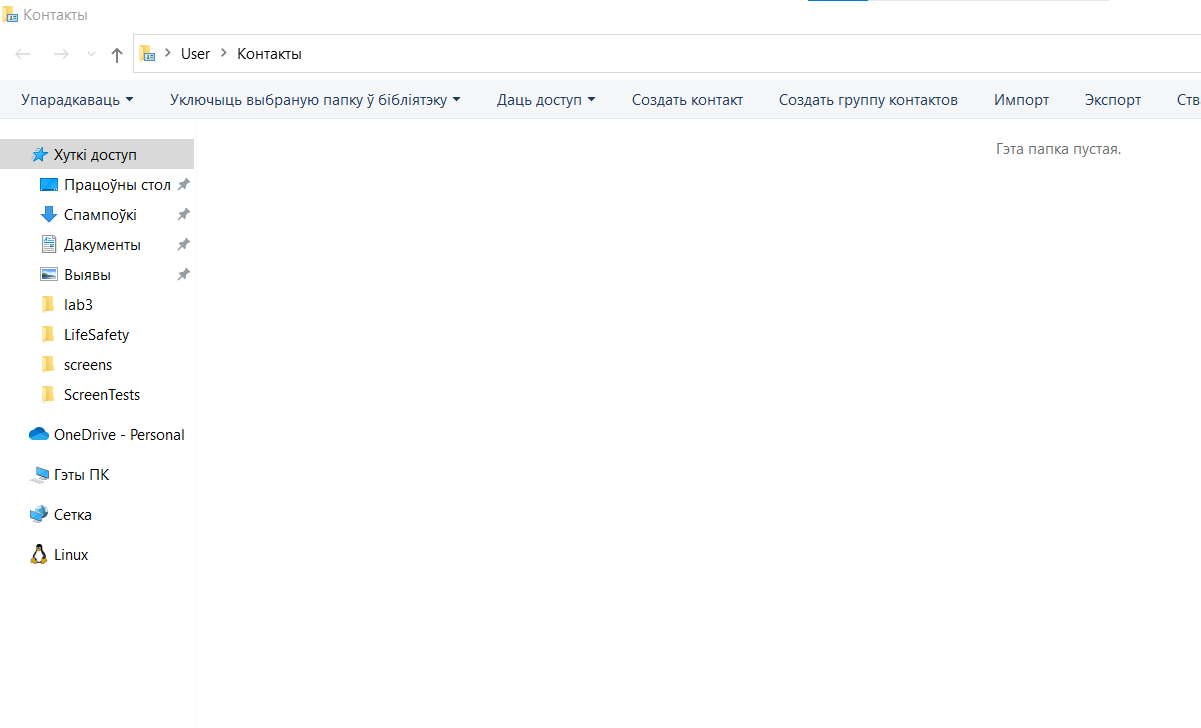 Контакты
User Контакты
Упарадкаваць Уключыць выбраную папку ў бібліятэку Даць доступ Создать контакт Создать группу контактов Импорт Экспорт Ств
Гэта папка пустая.
Хуткі доступ
Працоўны стол
Спампоўкі
Дакументы
Выявы
lab3
LifeSafety
screens
ScreenTests
OneDrive - Personal
Гэты ПК
Сетка
Linux